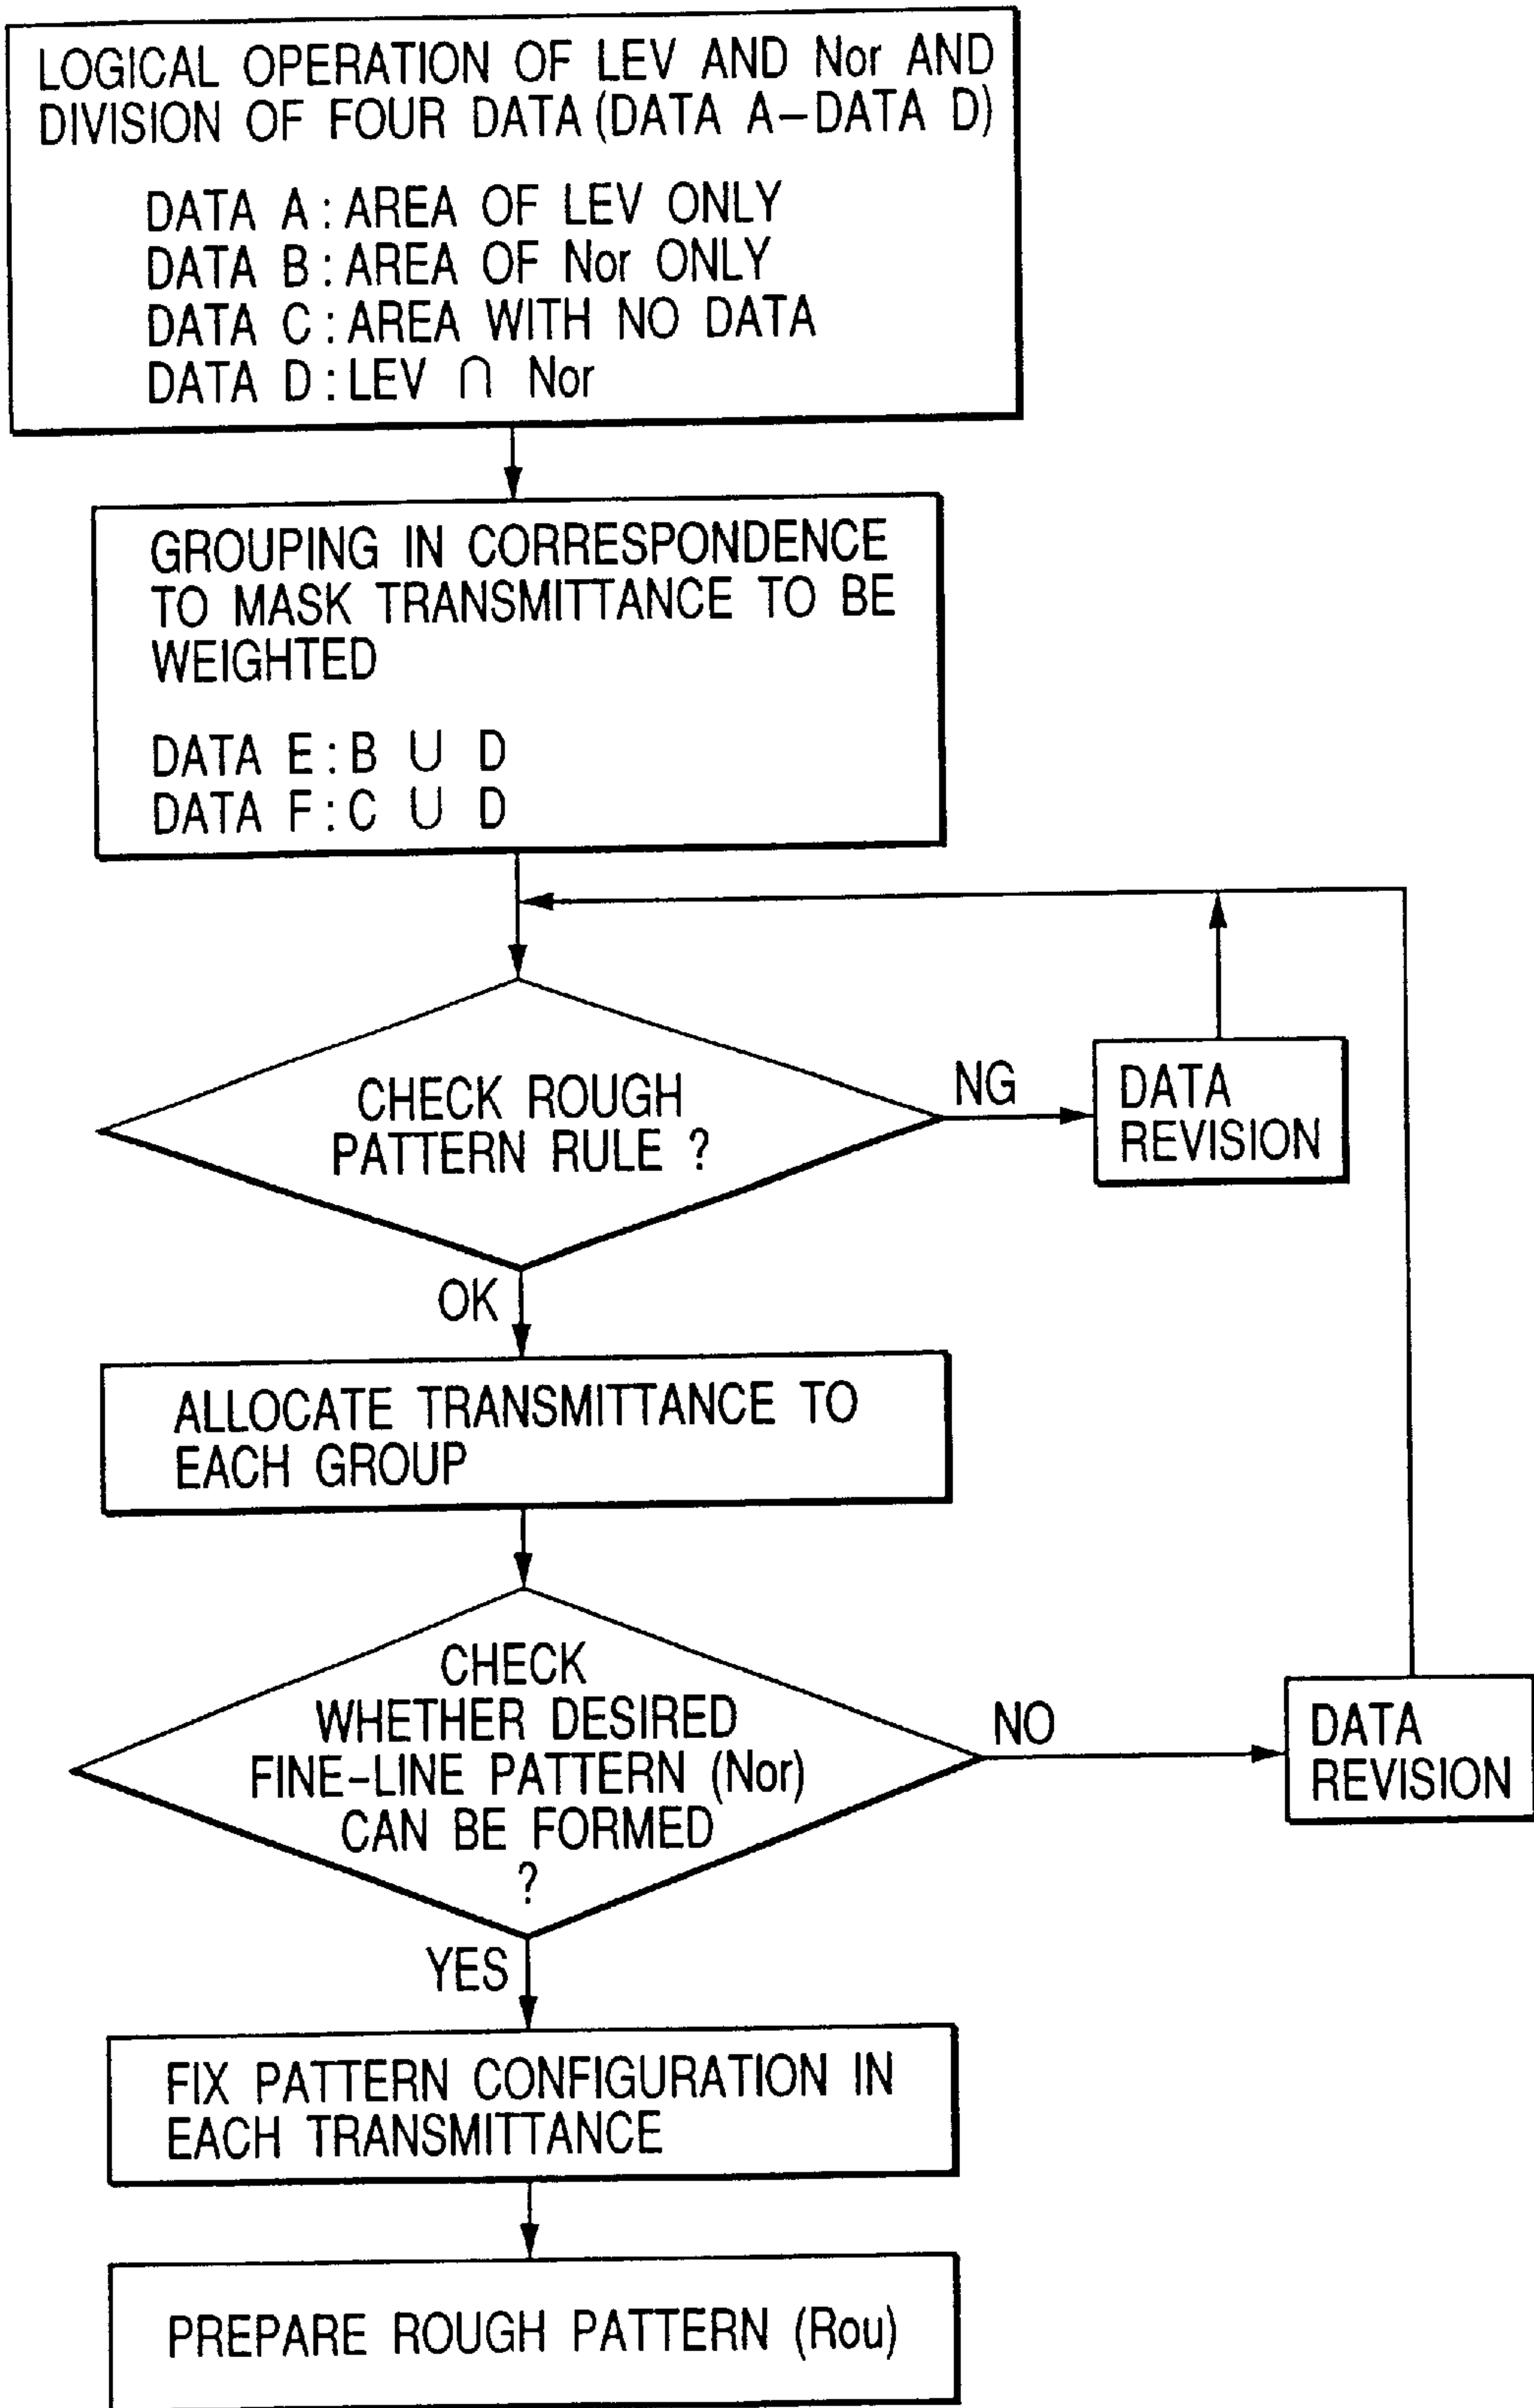 LOGICAL OPERATION OF LEV AND Nor AND
DIVISION OF FOUR DATA (DATA A-DATA D)
DATA A: AREA OF LEV ONLY
DATA B: AREA OF Nor ONLY
DATA C: AREA WITH NO DATA
DATA D: LEV ∩ Nor
GROUPING IN CORRESPONDENCE
TO MASK TRANSMITTANCE TO BE
WEIGHTED
DATA E: B ∪ D
DATA F: C ∪ D
CHECK ROUGH
PATTERN RULE ?
NG
DATA
REVISION
OK
ALLOCATE TRANSMITTANCE TO
EACH GROUP
CHECK
WHETHER DESIRED
FINE-LINE PATTERN (Nor)
CAN BE FORMED
?
NO
DATA
REVISION
YES
FIX PATTERN CONFIGURATION IN
EACH TRANSMITTANCE
PREPARE ROUGH PATTERN (Rou)